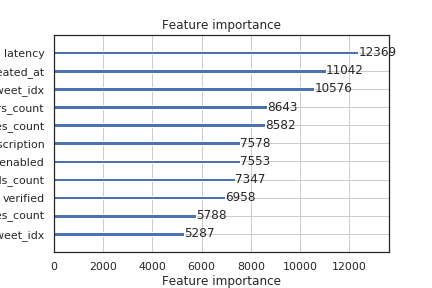 Feature importance
latency 12369
eated_at 11042
weet_idx 10576
rs_count 8643
es_count 8582
scription 7578
enabled 7553
ds_count 7347
verified 6958
es_count 5788
weet_idx 5287
0 2000 4000 6000 8000 10000 12000
Feature importance